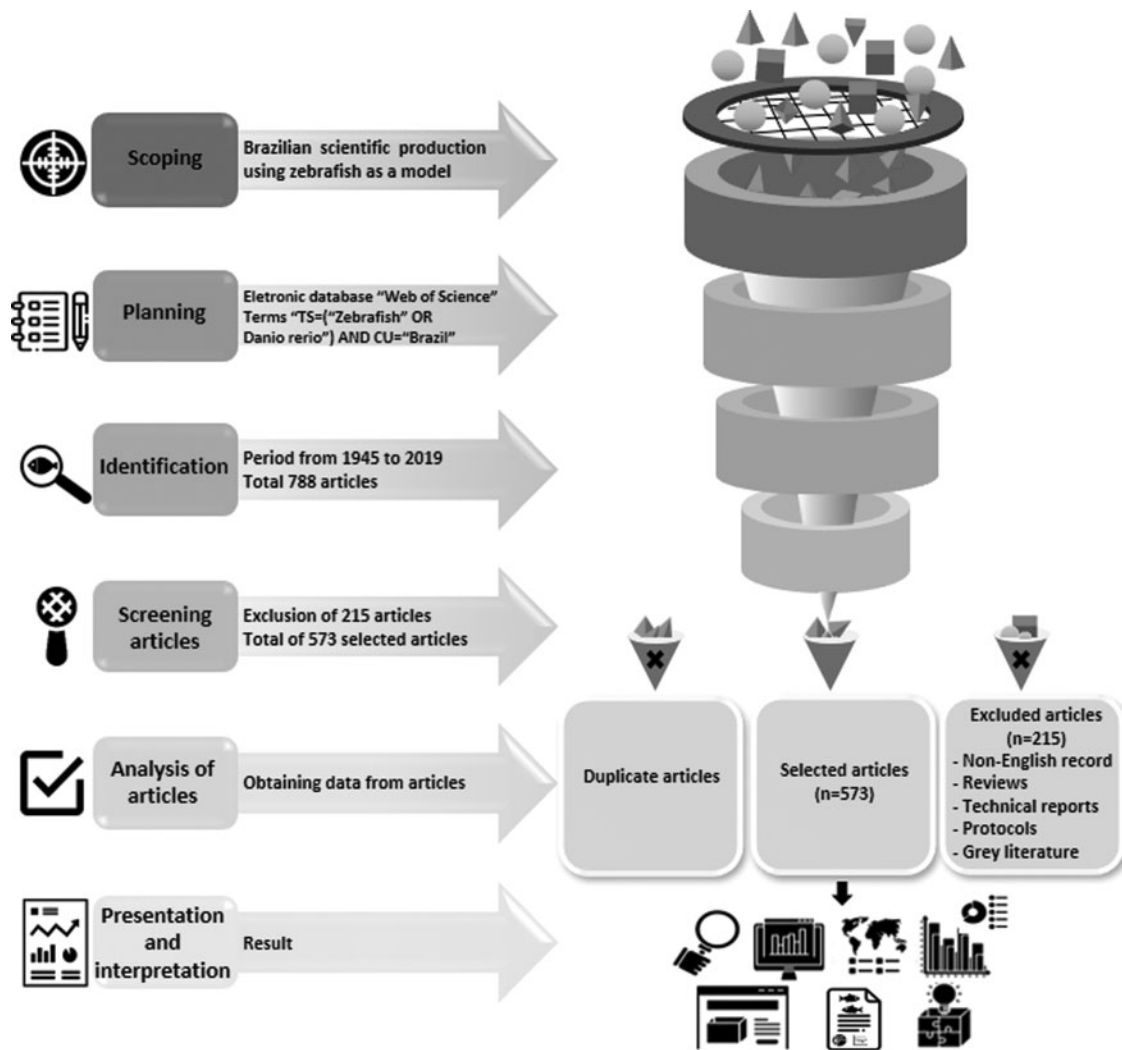 Scoping
Brazilian scientific production
using zebrafish as a model
Planning
Eletronic database “Web of Science”
Terms “TS=(“Zebrafish” OR
Danio rerio”) AND CU=“Brazil”
Identification
Period from 1945 to 2019
Total 788 articles
Screening
articles
Exclusion of 215 articles
Total of 573 selected articles
Analysis of
articles
Obtaining data from articles
Presentation
and
interpretation
Result
Duplicate articles
Selected articles
(n=573)
Excluded articles
(n=215)
- Non-English record
- Reviews
- Technical reports
- Protocols
- Grey literature